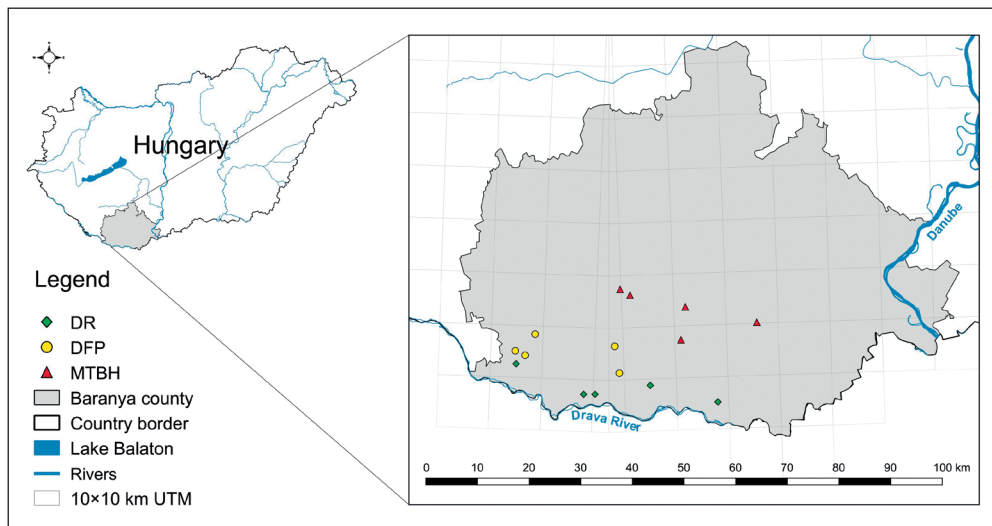 Hungary
Legend
DR
DFP
MTBH
Baranya county
Country border
Lake Balaton
Rivers
10×10 km UTM
Danube
Drava River
0 10 20 30 40 50 60 70 80 90 100 km